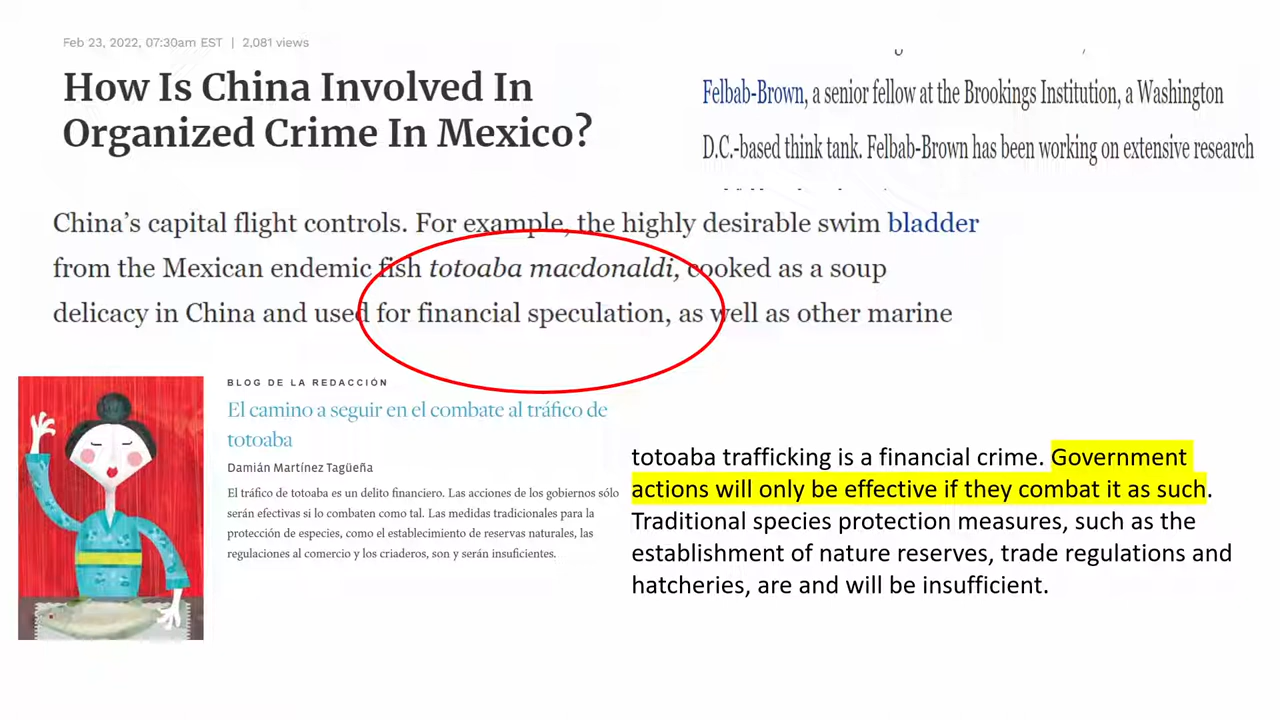 Feb 23, 2022, 07:30am EST | 2,081 views
How Is China Involved In
Organized Crime In Mexico?
Felbab-Brown, a senior fellow at the Brookings Institution, a Washington
D.C.-based think tank. Felbab-Brown has been working on extensive research
China's capital flight controls. For example, the highly desirable swim bladder
from the Mexican endemic fish totoaba macdonaldi, cooked as a soup
delicacy in China and used for financial speculation, as well as other marine
BLOG DE LA REDACCIÓN
El camino a seguir en el combate al tráfico de
totoaba
Damián Martínez Tagüeña
El tráfico de totoaba es un delito financiero. Las acciones de los gobiernos sólo
serán efectivas si lo combaten como tal. Las medidas tradicionales para la
protección de especies, como el establecimiento de reservas naturales, las
regulaciones al comercio y los criaderos, son y serán insuficientes.
totoaba trafficking is a financial crime. Government
actions will only be effective if they combat it as such.
Traditional species protection measures, such as the
establishment of nature reserves, trade regulations and
hatcheries, are and will be insufficient.